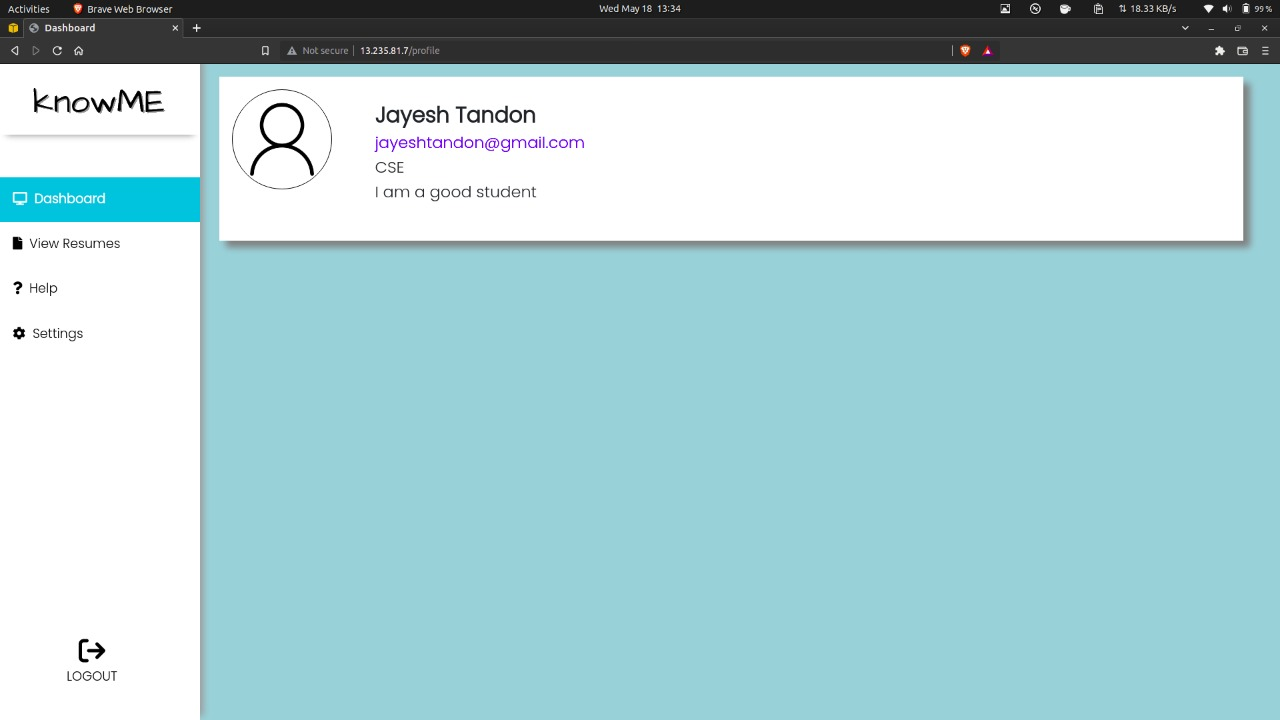 Activities Brave Web Browser Wed May 18 13:34 18.33 KB/s 99 %
Dashboard
Not secure 13.235.81.7/profile
knowME
Jayesh Tandon
jayeshtandon@gmail.com
CSE
I am a good student
Dashboard
View Resumes
Help
Settings
LOGOUT